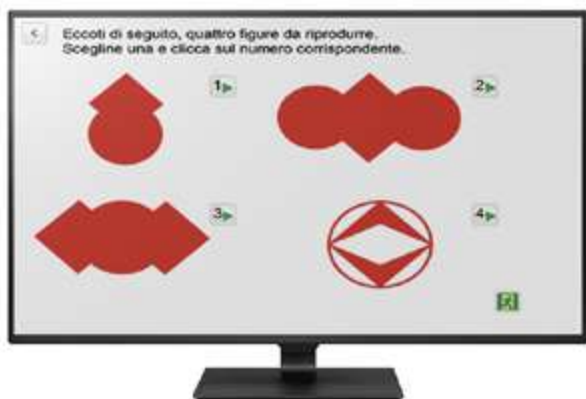 Eccoti di seguito, quattro figure da riprodurre.
Scegline una e clicca sul numero corrispondente.
1
2
3
4